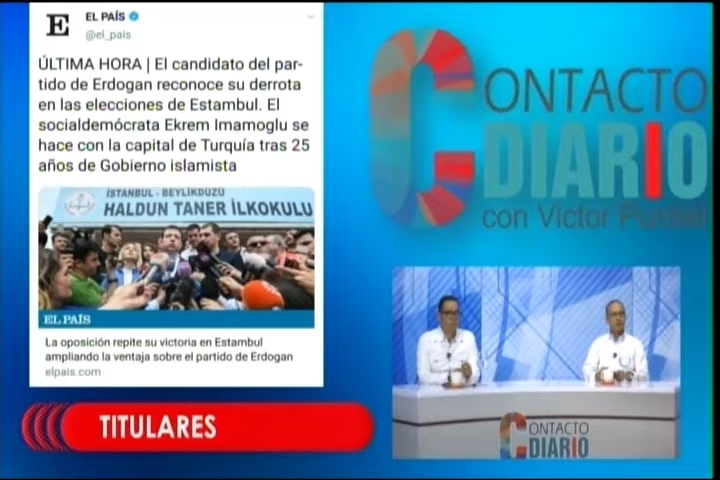 EL PAÍS
@el_pais
ÚLTIMA HORA | El candidato del par-
tido de Erdogan reconoce su derrota
en las elecciones de Estambul. El
socialdemócrata Ekrem Imamoglu se
hace con la capital de Turquía tras 25
años de Gobierno islamista
İSTANBUL - BEYLİKDÜZÜ
HALDUN TANER İLKOKULU
EL PAÍS
La oposición repite su victoria en Estambul
ampliando la ventaja sobre el partido de Erdogan
elpais.com
TITULARES
CONTACTO
DIARIO
con Victor
CONTACTO
DIARIO